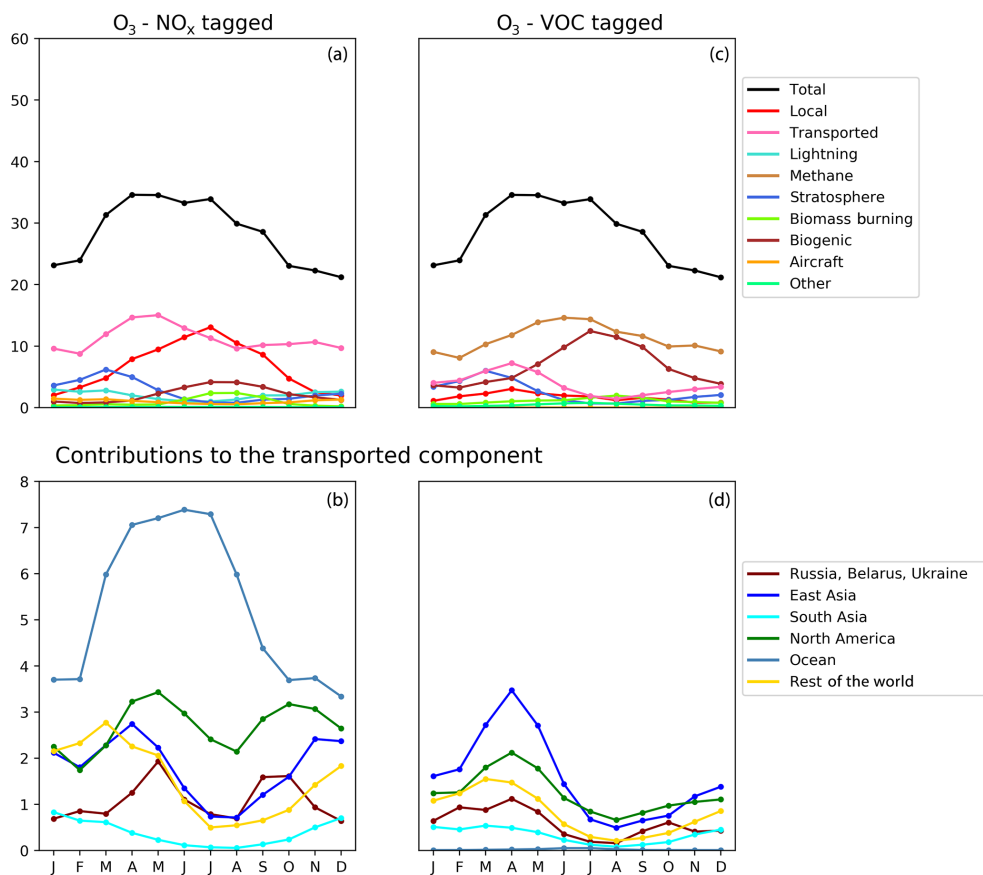 O₃ - NOₓ tagged
O₃ - VOC tagged
60
50
40
30
20
10
0
(a)
(c)
Total
Local
Transported
Lightning
Methane
Stratosphere
Biomass burning
Biogenic
Aircraft
Other
Contributions to the transported component
8
7
6
5
4
3
2
1
0
(b)
(d)
J F M A M J J A S O N D
J F M A M J J A S O N D
Russia, Belarus, Ukraine
East Asia
South Asia
North America
Ocean
Rest of the world